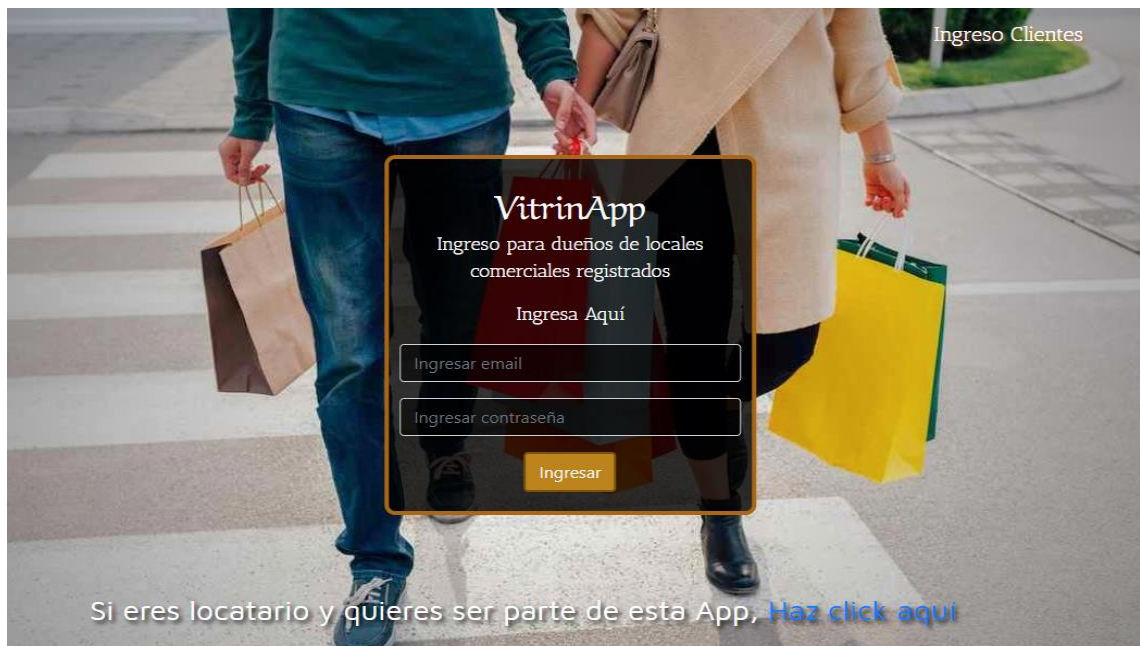 Ingreso Clientes
VitrinApp
Ingreso para dueños de locales
comerciales registrados
Ingresa Aquí
Ingresar email
Ingresar contraseña
Ingresar
Si eres locatario y quieres ser parte de esta App, Haz click aqui